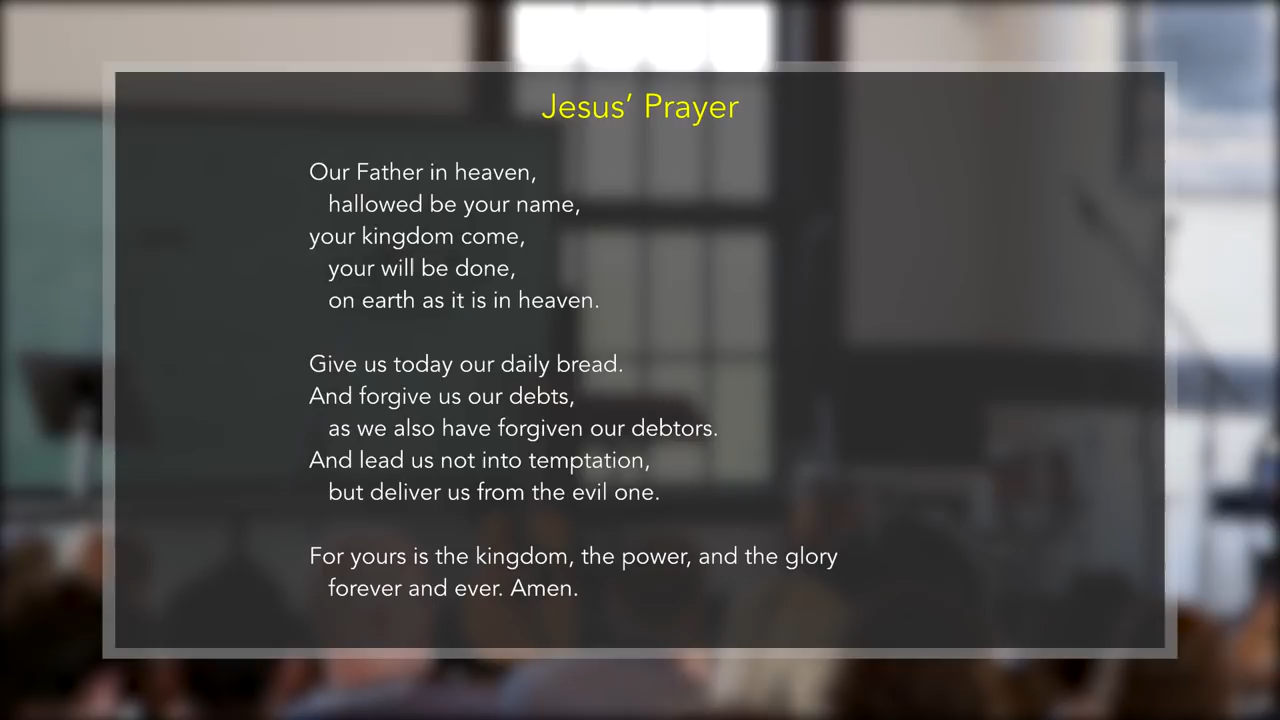 Jesus’ Prayer
Our Father in heaven,
hallowed be your name,
your kingdom come,
your will be done,
on earth as it is in heaven.
Give us today our daily bread.
And forgive us our debts,
as we also have forgiven our debtors.
And lead us not into temptation,
but deliver us from the evil one.
For yours is the kingdom, the power, and the glory
forever and ever. Amen.